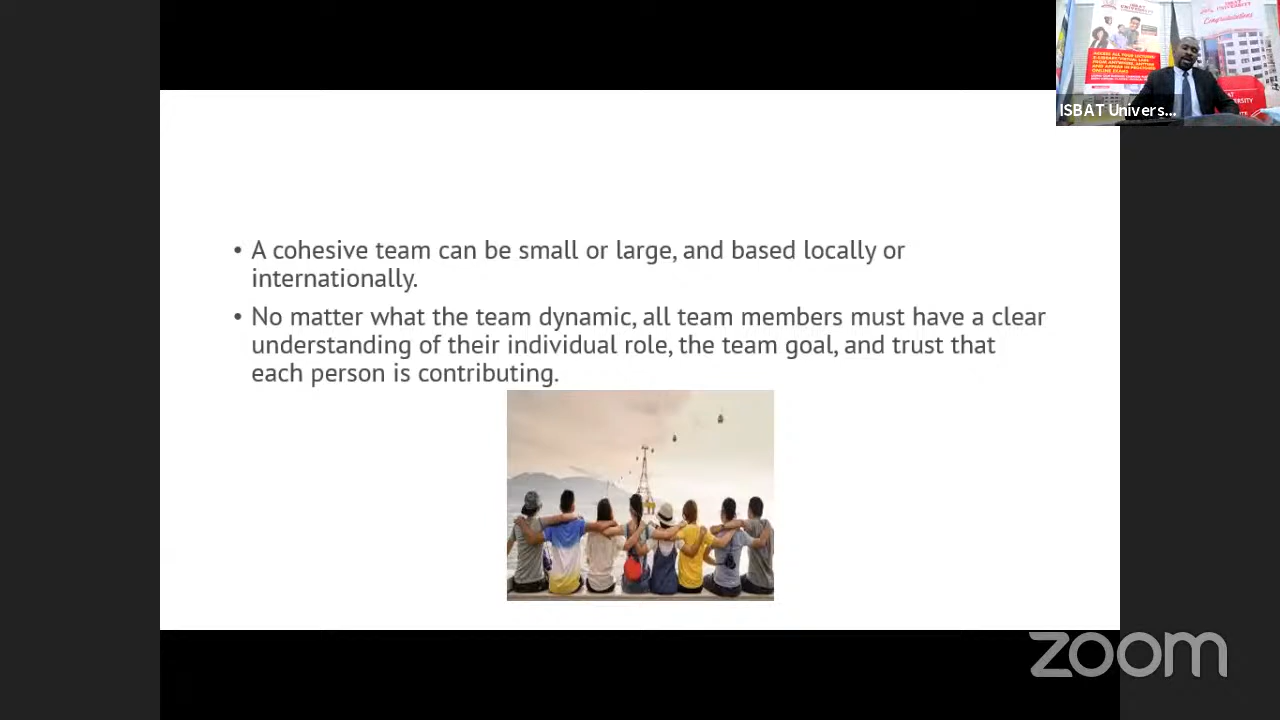 ISBAT Univers...
• A cohesive team can be small or large, and based locally or
internationally.
• No matter what the team dynamic, all team members must have a clear
understanding of their individual role, the team goal, and trust that
each person is contributing.
zoom